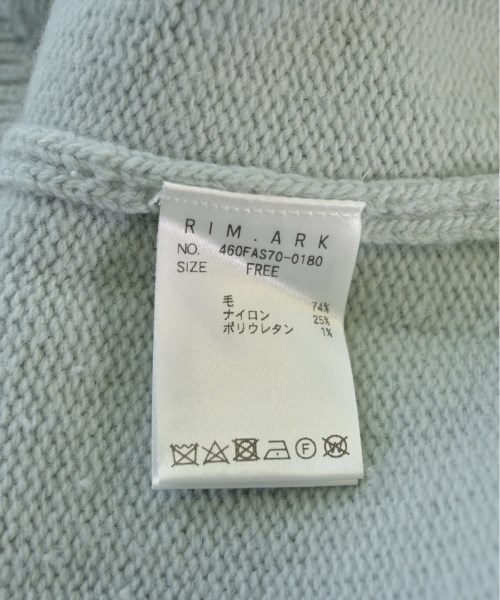 RIM.ARK
NO. 460FAS70-0180
SIZE FREE
毛 74%
ナイロン 25%
ポリウレタン 1%
F
W